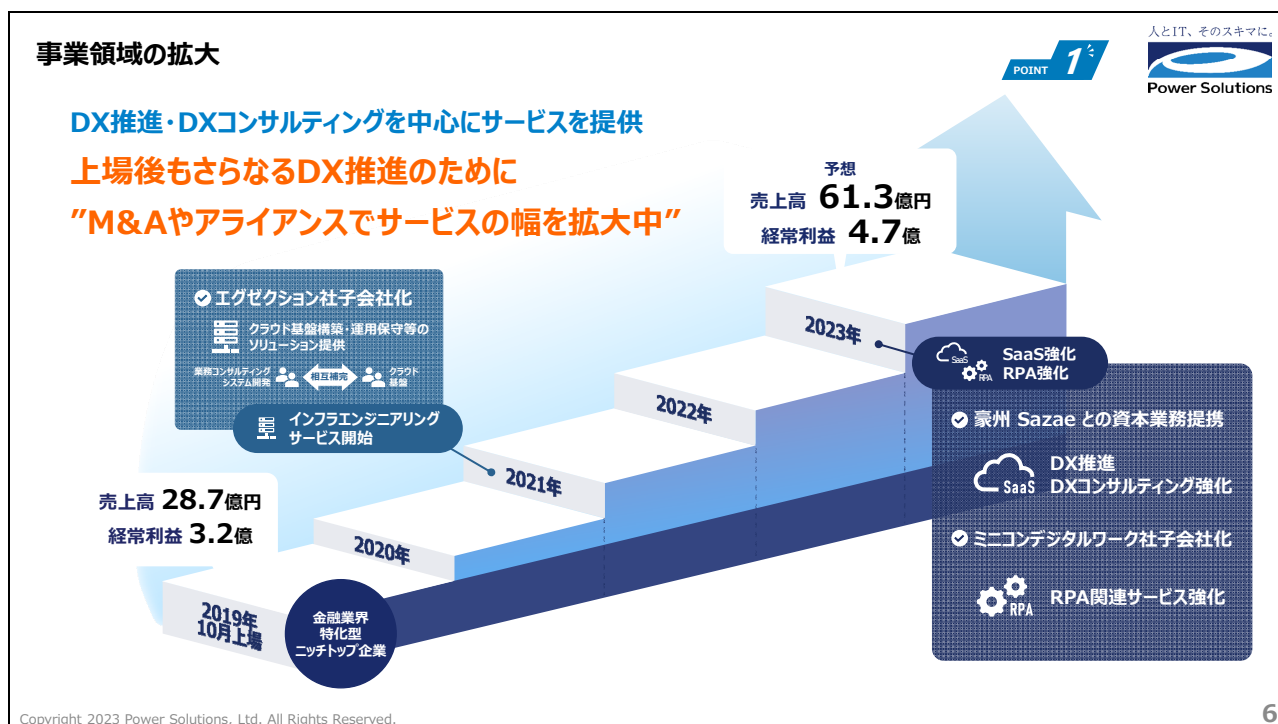 事業領域の拡大
POINT 1
人とIT、そのスキマに。
Power Solutions
DX推進・DXコンサルティングを中心にサービスを提供
上場後もさらなるDX推進のために
”M&Aやアライアンスでサービスの幅を拡大中”
予想
売上高 61.3億円
経常利益 4.7億
エグゼクション社子会社化
クラウド基盤構築・運用保守等の
ソリューション提供
業務コンサルティング
システム開発
相互補完
クラウド
基盤
インフラエンジニアリング
サービス開始
売上高 28.7億円
経常利益 3.2億
2019年
10月上場
2020年
2021年
2022年
2023年
金融業界
特化型
ニッチトップ企業
SaaS
RPA
SaaS強化
RPA強化
豪州 Sazae との資本業務提携
SaaS
DX推進
DXコンサルティング強化
ミニコンデジタルワーク社子会社化
RPA
RPA関連サービス強化
Copyright 2023 Power Solutions, Ltd. All Rights Reserved.
6